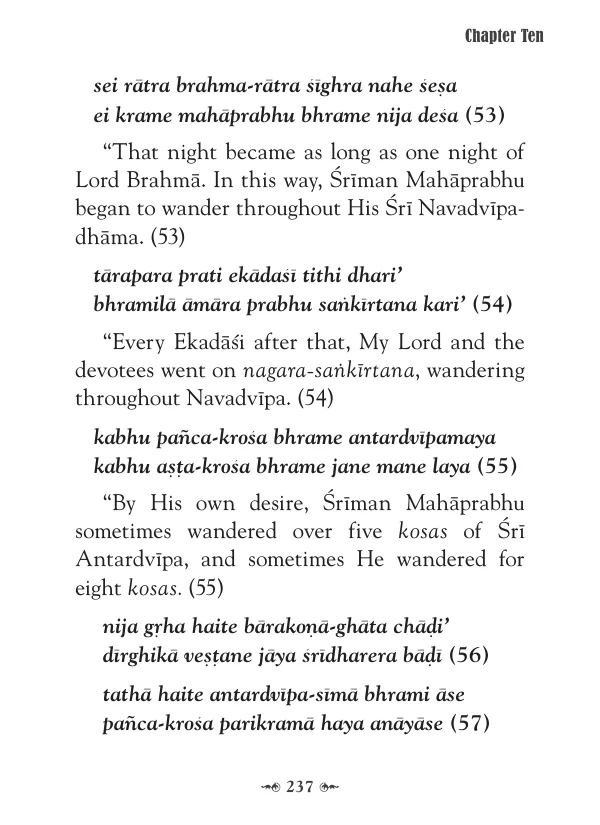 Chapter Ten
sei rātra brahma-rātra śīghra nahe śeṣa
ei krame mahāprabhu bhrame nija deśa (53)
“That night became as long as one night of
Lord Brahmā. In this way, Śrīman Mahāprabhu
began to wander throughout His Śrī Navadvīpa-
dhāma. (53)
tārapara prati ekādaśī tithi dhari’
bhramilā āmāra prabhu saṅkīrtana kari’ (54)
“Every Ekadāśi after that, My Lord and the
devotees went on nagara-saṅkīrtana, wandering
throughout Navadvīpa. (54)
kabhu pañca-krośa bhrame antardvīpamaya
kabhu aṣṭa-krośa bhrame jane mane laya (55)
“By His own desire, Śrīman Mahāprabhu
sometimes wandered over five kosas of Śrī
Antardvīpa, and sometimes He wandered for
eight kosas. (55)
nija gṛha haite bārakoṇā-ghāta chāḍi’
dīrghikā veṣṭane jāya śrīdharera bāḍī (56)
tathā haite antardvīpa-sīmā bhrami āse
pañca-krośa parikramā haya anāyāse (57)
237